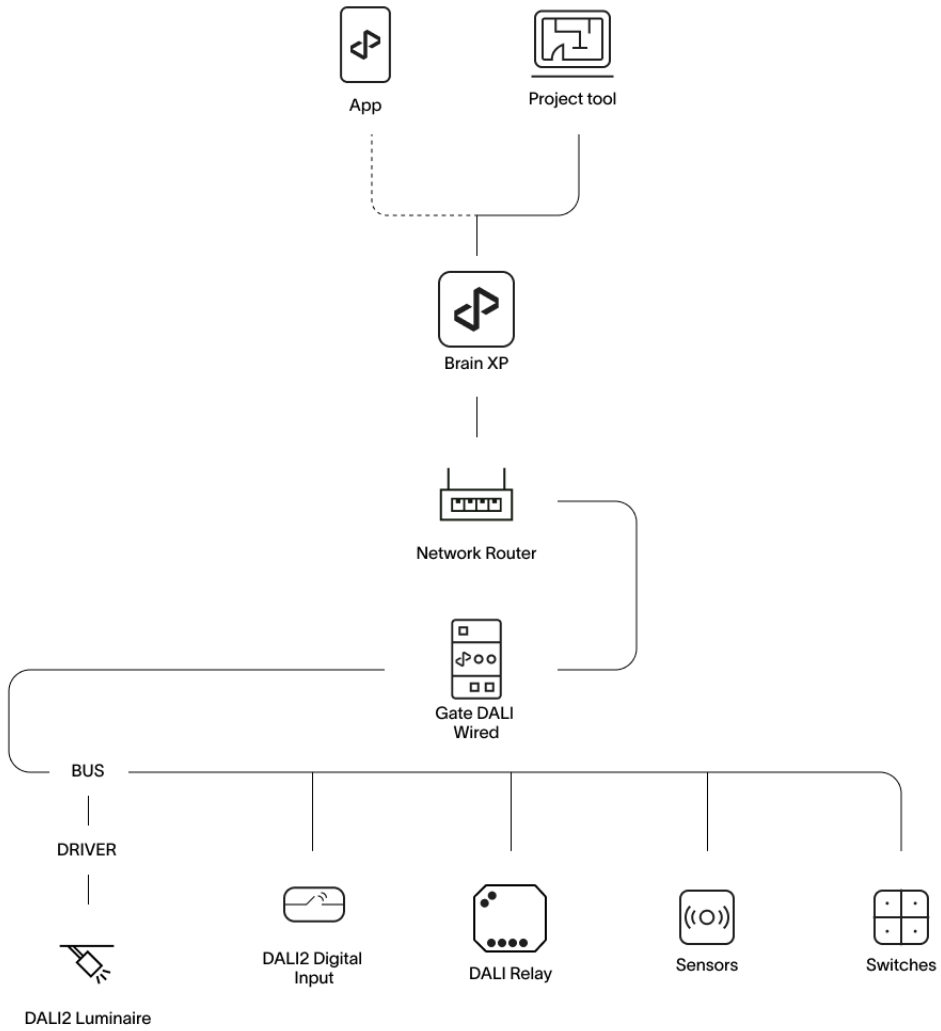 App
Project tool
Brain XP
Network Router
Gate DALI
Wired
BUS
DRIVER
DALI2 Luminaire
DALI2 Digital
Input
DALI Relay
Sensors
Switches